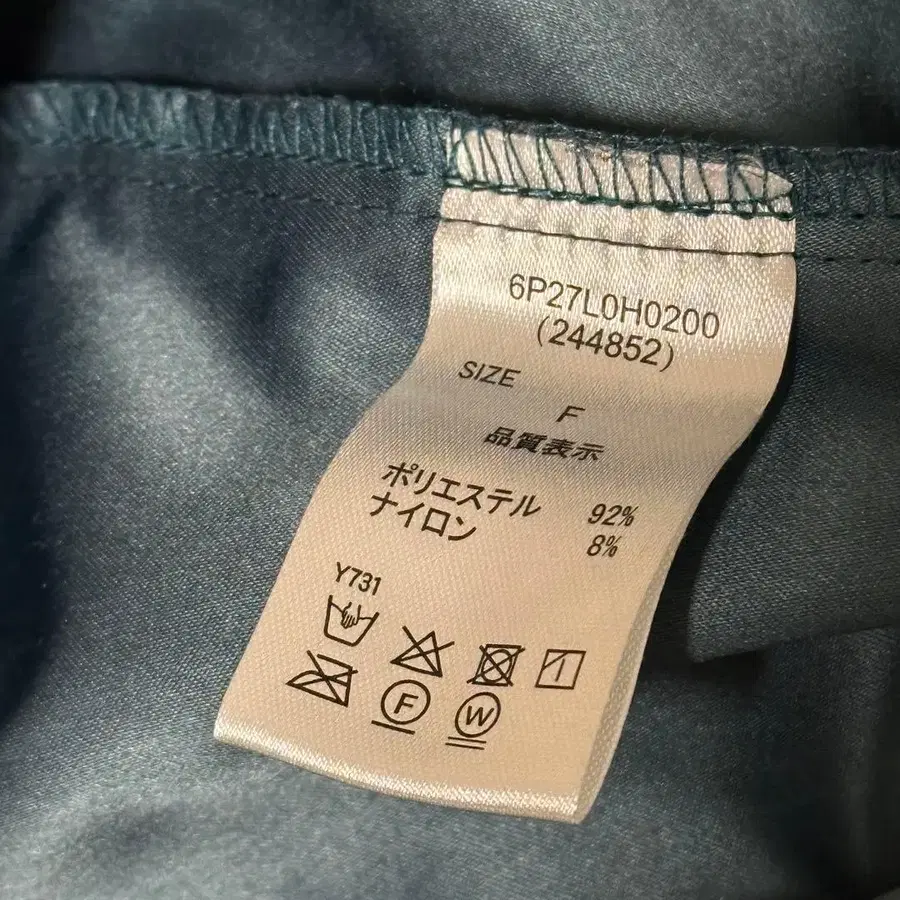 6P27L0H0200
(244852)
SIZE
F
品質表示
ポリエステル 92%
ナイロン 8%
Y731
F W